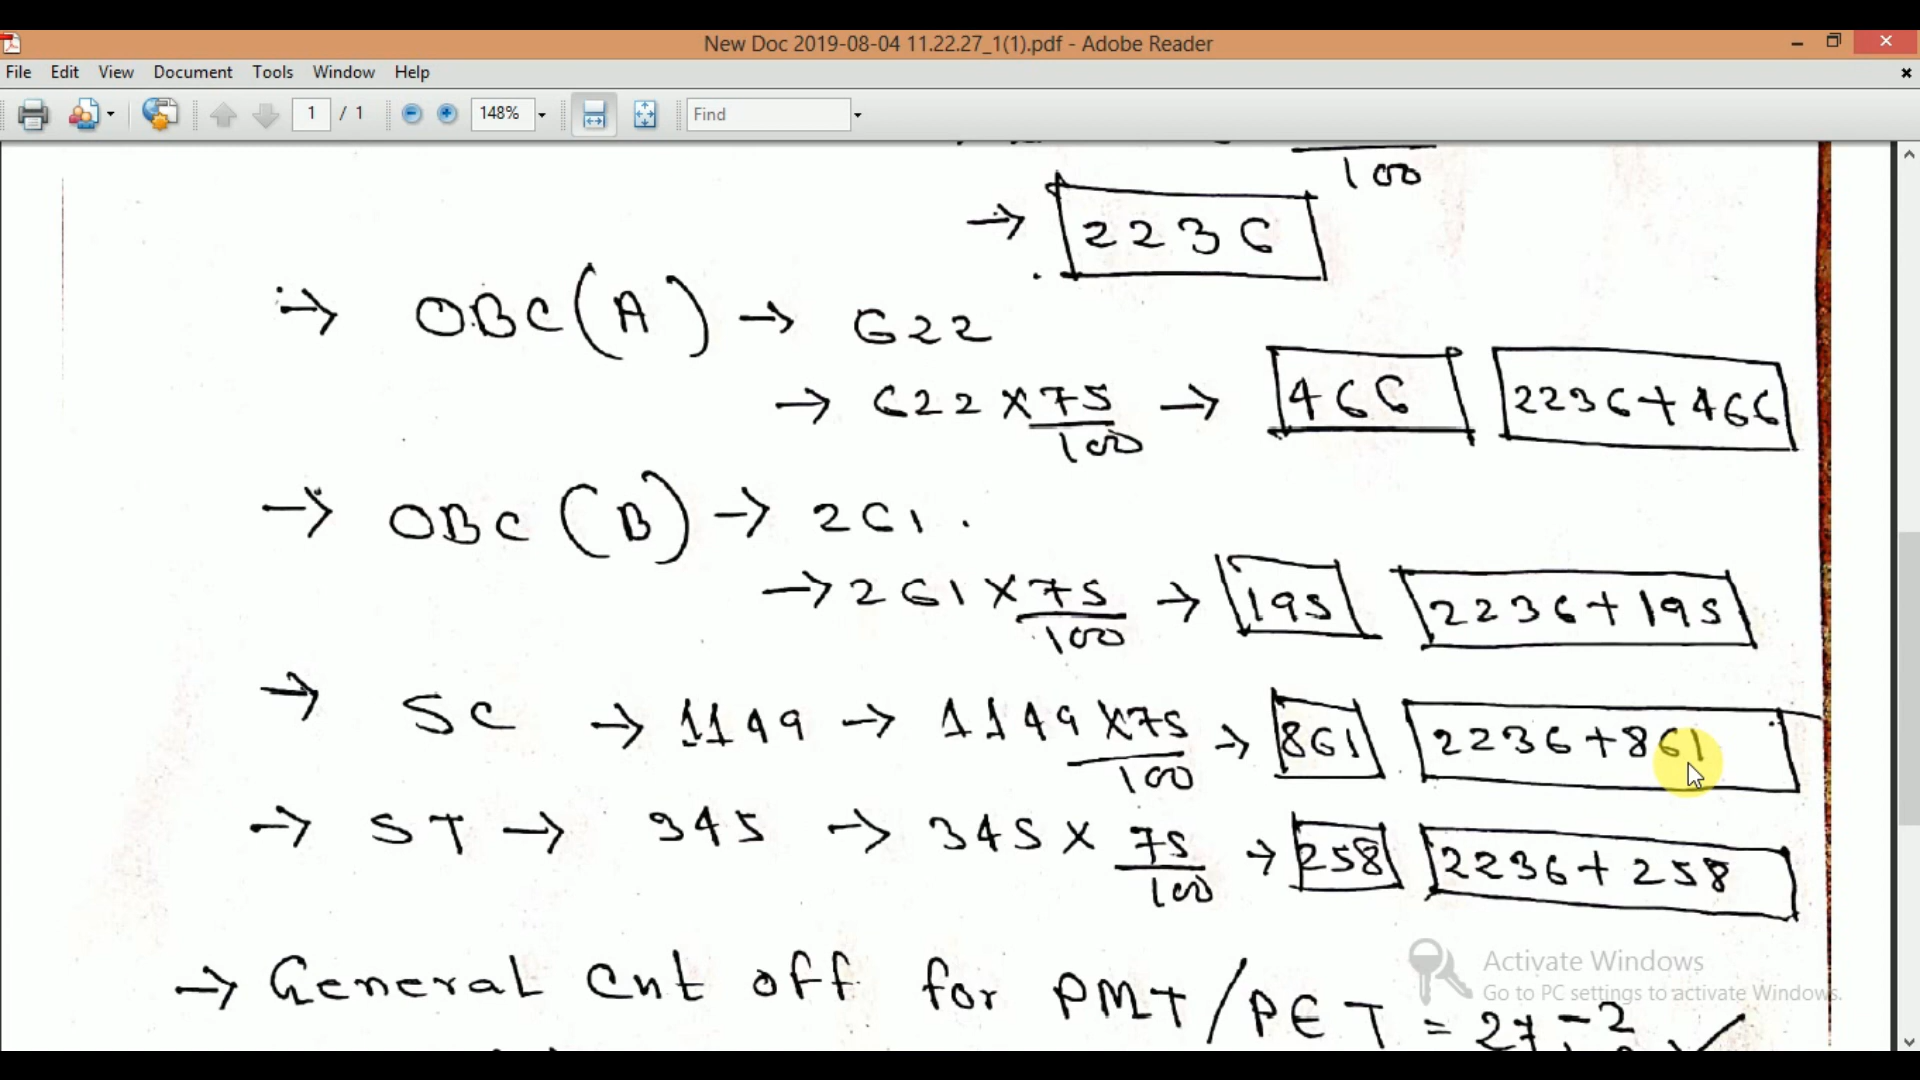 New Doc 2019-08-04 11.22.27_1(1).pdf - Adobe Reader
File Edit View Document Tools Window Help
1 / 1 148% Find
100
→ 2236
→ OBC(A) → 622
→ 622 × 75/100 → 466 2236+466
→ OBC (B) → 261.
→ 261 × 75/100 → 195 2236+195
→ SC → 1149 → 1149 × 75/100 → 861 2236+861
→ ST → 345 → 345 × 75/100 → 258 2236+258
Activate Windows
Go to PC settings to activate Windows.
→ General Cut off for PMT/PET = 27-2